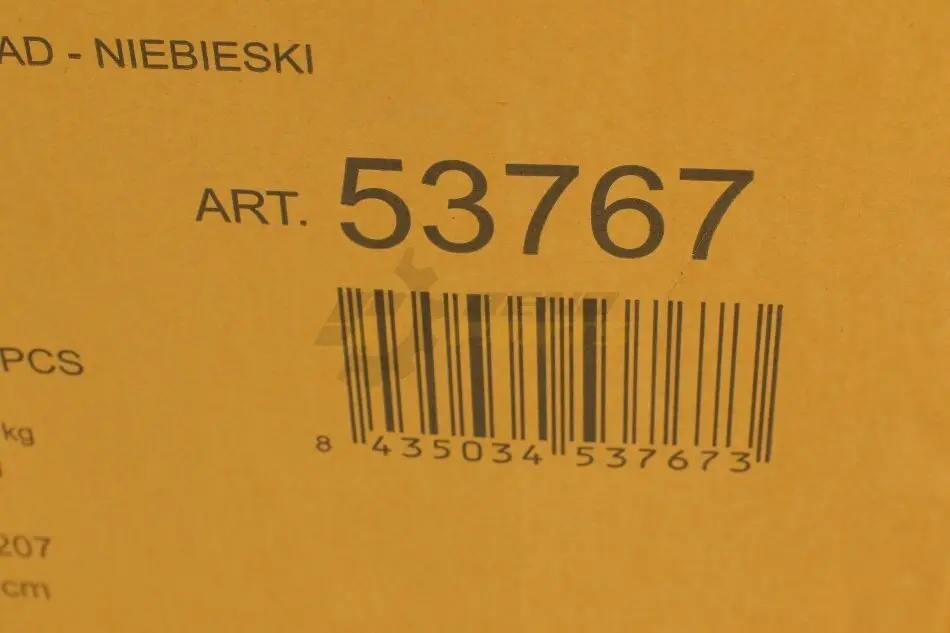 AD - NIEBIESKI
ART. 53767
PCS
kg
8 435034 537673
207
cm